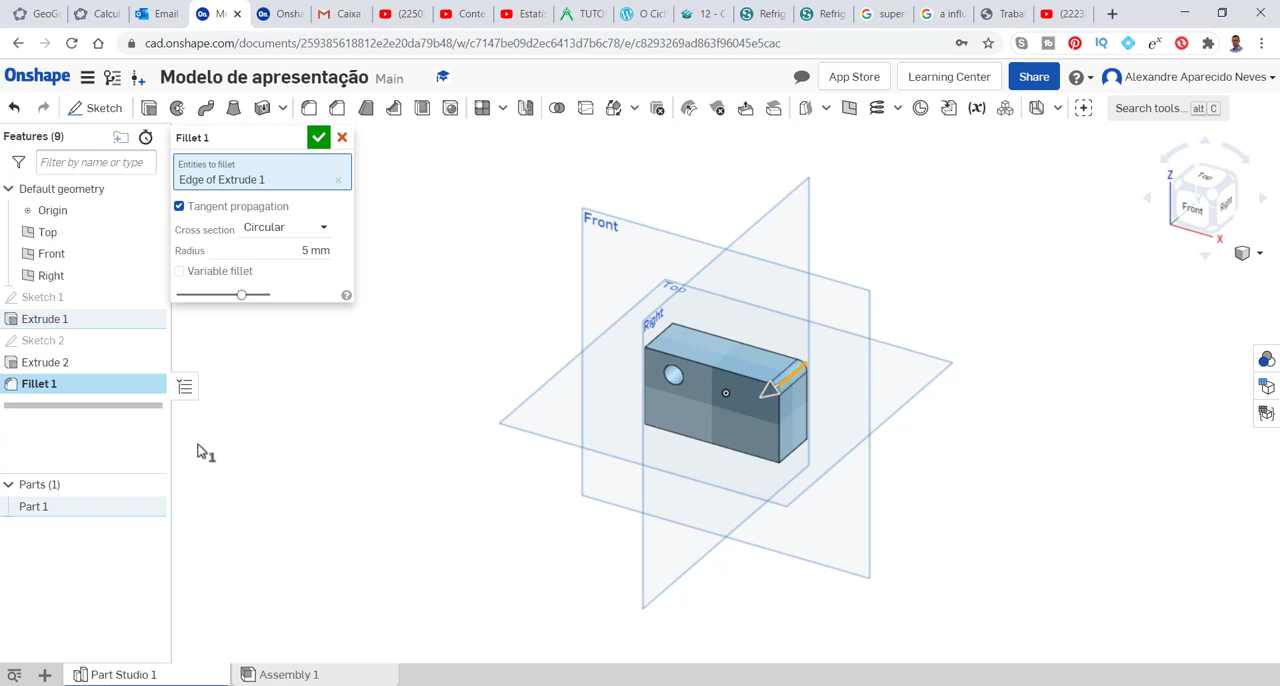 GeoG
Calcul
Email
Mo
Onsha
Caixa
(2250
Conte
Estatís
TUTO
O Cicl
12 - C
Refrig
Refrig
super
a influ
Trabal
(2223
cad.onshape.com/documents/259385618812e2e20da79b48/w/c7147be09d2ec6413d7b6c78/e/c8293269ad863f96045e5cac
Onshape
Modelo de apresentação Main
App Store
Learning Center
Share
Alexandre Aparecido Neves
Sketch
Search tools... alt C
Features (9)
Filter by name or type
Default geometry
Origin
Top
Front
Right
Sketch 1
Extrude 1
Sketch 2
Extrude 2
Fillet 1
Parts (1)
Part 1
Fillet 1
Entities to fillet
Edge of Extrude 1
Tangent propagation
Cross section Circular
Radius 5 mm
Variable fillet
Front
Top
Right
Top
Front
Right
Z
Y
X
1
Part Studio 1
Assembly 1